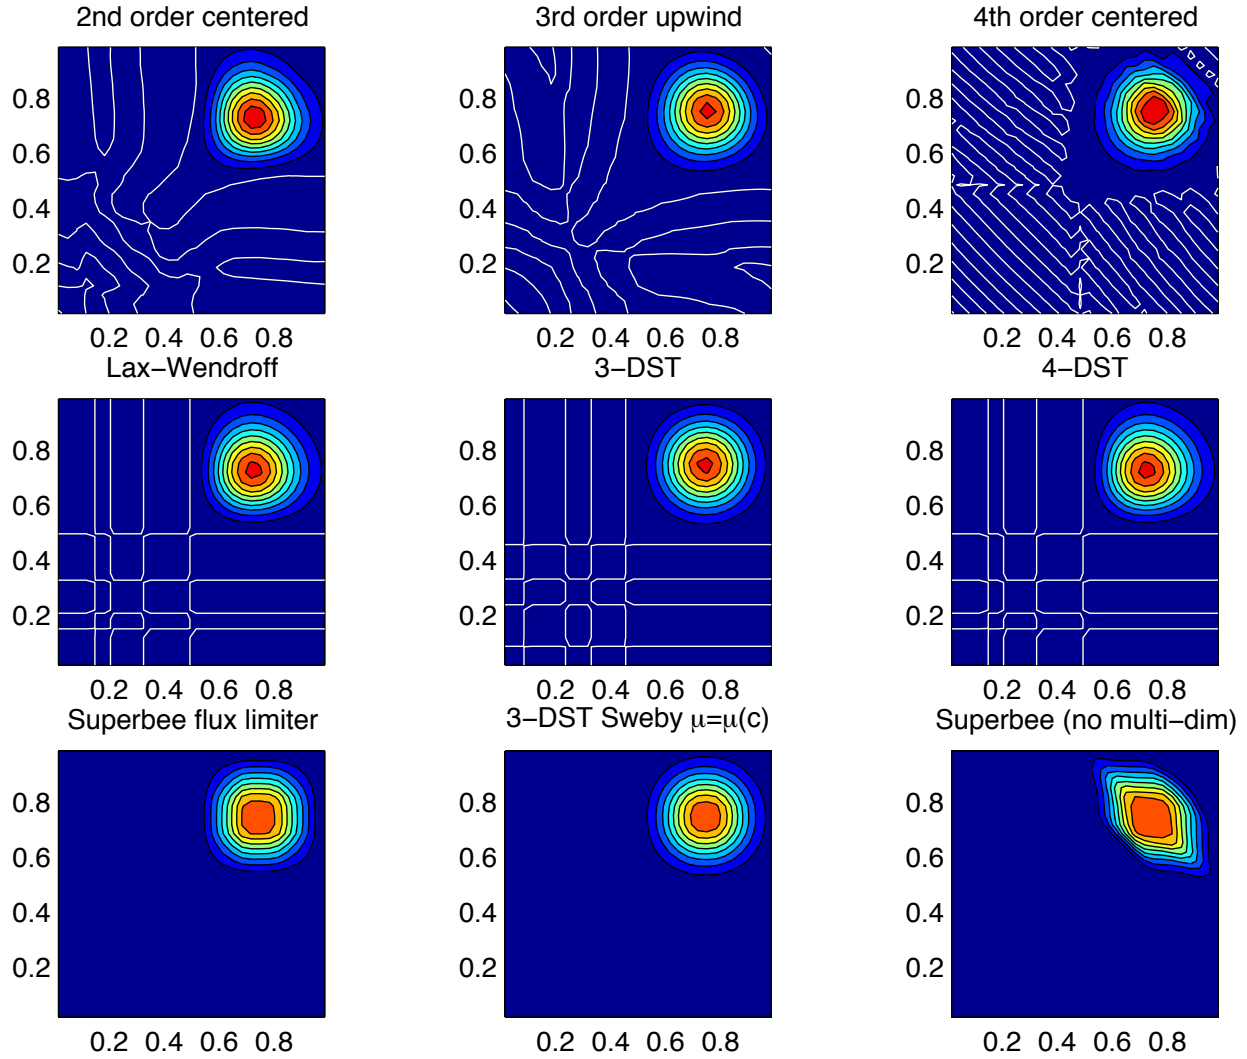 2nd order centered 3rd order upwind 4th order centered
0.8 0.8 0.8
0.6 0.6 0.6
0.4 0.4 0.4
0.2 0.2 0.2
0.2 0.4 0.6 0.8 0.2 0.4 0.6 0.8 0.2 0.4 0.6 0.8
Lax−Wendroff 3−DST 4−DST
0.8 0.8 0.8
0.6 0.6 0.6
0.4 0.4 0.4
0.2 0.2 0.2
0.2 0.4 0.6 0.8 0.2 0.4 0.6 0.8 0.2 0.4 0.6 0.8
Superbee flux limiter 3−DST Sweby μ=μ(c) Superbee (no multi−dim)
0.8 0.8 0.8
0.6 0.6 0.6
0.4 0.4 0.4
0.2 0.2 0.2
0.2 0.4 0.6 0.8 0.2 0.4 0.6 0.8 0.2 0.4 0.6 0.8